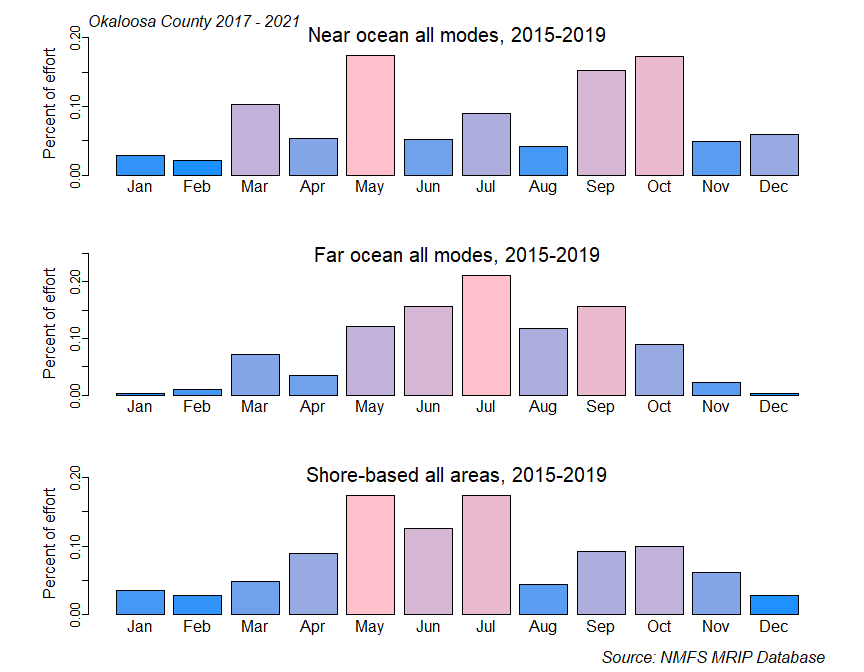 Okaloosa County 2017 - 2021
Near ocean all modes, 2015-2019
Percent of effort
0.20
0.10
0.00
Jan Feb Mar Apr May Jun Jul Aug Sep Oct Nov Dec
Far ocean all modes, 2015-2019
Percent of effort
0.20
0.10
0.00
Jan Feb Mar Apr May Jun Jul Aug Sep Oct Nov Dec
Shore-based all areas, 2015-2019
Percent of effort
0.20
0.10
0.00
Jan Feb Mar Apr May Jun Jul Aug Sep Oct Nov Dec
Source: NMFS MRIP Database